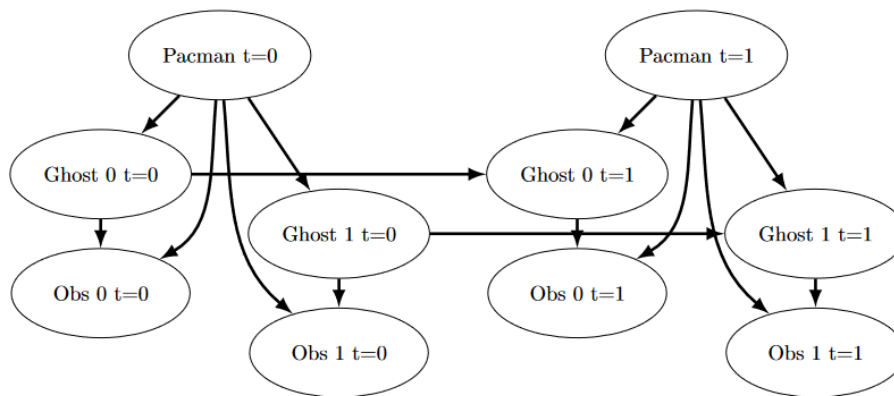 Pacman t=0
Pacman t=1
Ghost 0 t=0
Ghost 0 t=1
Ghost 1 t=0
Ghost 1 t=1
Obs 0 t=0
Obs 0 t=1
Obs 1 t=0
Obs 1 t=1